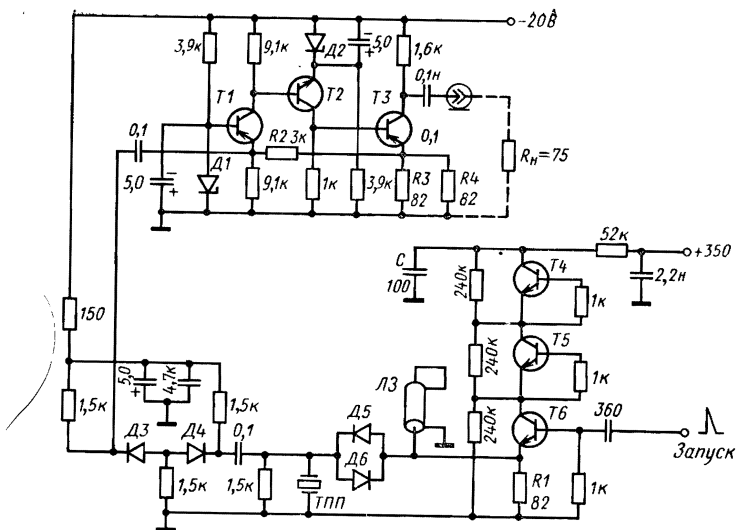 -20В
3,9к
9,1к
Д2
5,0
1,6к
0,1н
Т1
Т2
Т3
0,1
R2 3к
0,1
Rн=75
Д1
5,0
9,1к
1к
3,9к
R3
82
R4
82
52к
+350
С
100
240к
Т4
2,2н
1к
150
Т5
240к
1к
5,0
4,7к
ЛЗ
1,5к
1,5к
Д5
Т6
360
240к
Д3
Д4
0,1
Д6
Запуск
1,5к
1,5к
ТПП
R1
82
1к